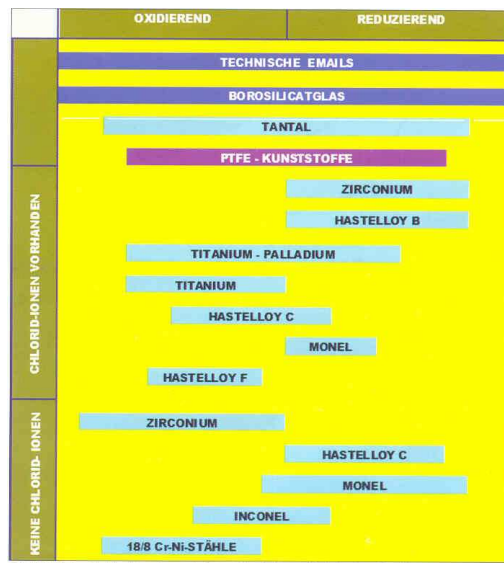 OXIDIEREND
REDUZIEREND
TECHNISCHE EMAILS
BOROSILICATGLAS
TANTAL
PTFE - KUNSTSTOFFE
CHLORID-IONEN VORHANDEN
ZIRCONIUM
HASTELLOY B
TITANIUM - PALLADIUM
TITANIUM
HASTELLOY C
MONEL
HASTELLOY F
KEINE CHLORID- IONEN
ZIRCONIUM
HASTELLOY C
MONEL
INCONEL
18/8 Cr-Ni-STÄHLE